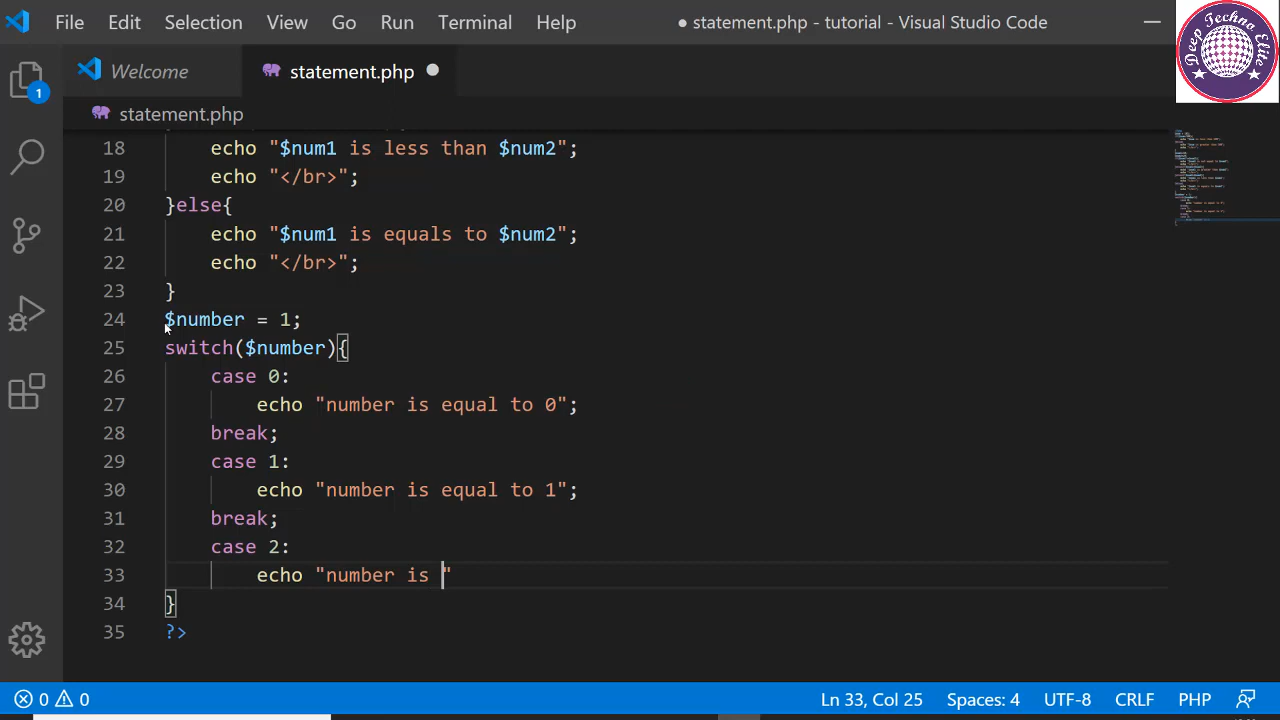 File Edit Selection View Go Run Terminal Help ● statement.php - tutorial - Visual Studio Code
Deep Techno Elite
1
Welcome statement.php
statement.php
18 echo "$num1 is less than $num2";
19 echo "</br>";
20 }else{
21 echo "$num1 is equals to $num2";
22 echo "</br>";
23 }
24 $number = 1;
25 switch($number){
26 case 0:
27 echo "number is equal to 0";
28 break;
29 case 1:
30 echo "number is equal to 1";
31 break;
32 case 2:
33 echo "number is "
34 }
35 ?>
0 0 Ln 33, Col 25 Spaces: 4 UTF-8 CRLF PHP